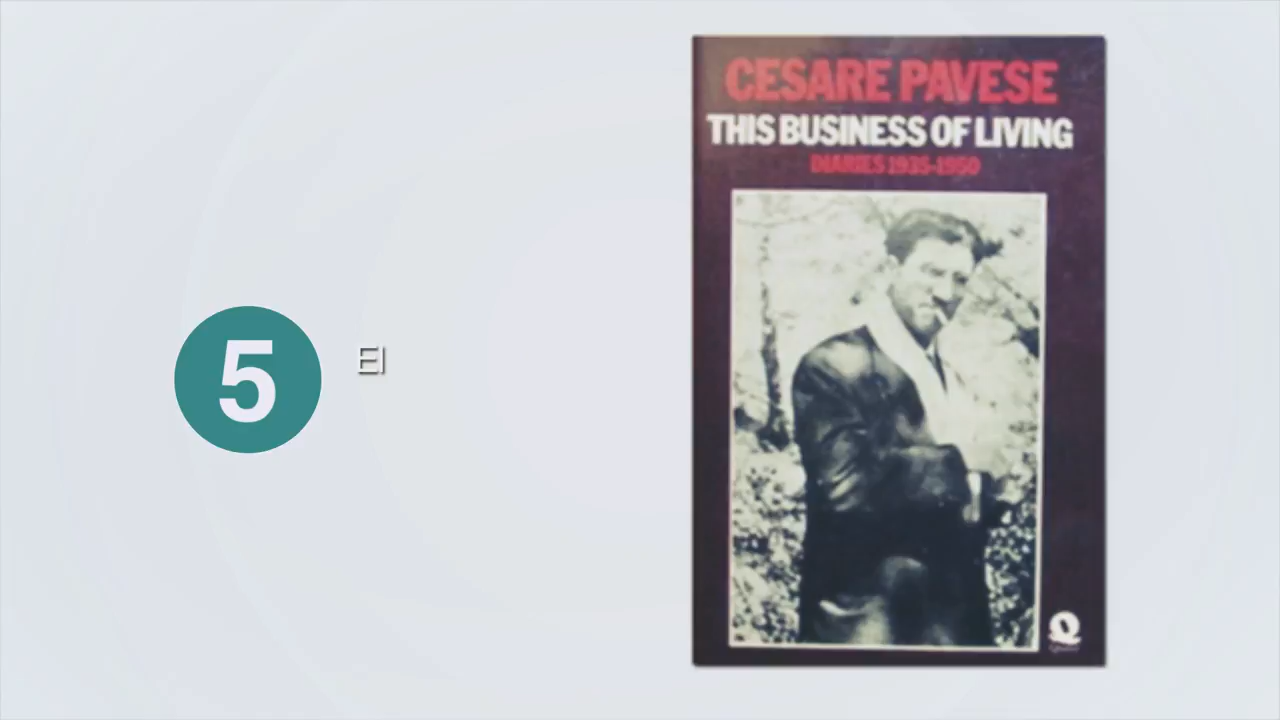 5
El
CESARE PAVESE
THIS BUSINESS OF LIVING
DIARIES 1935-1950